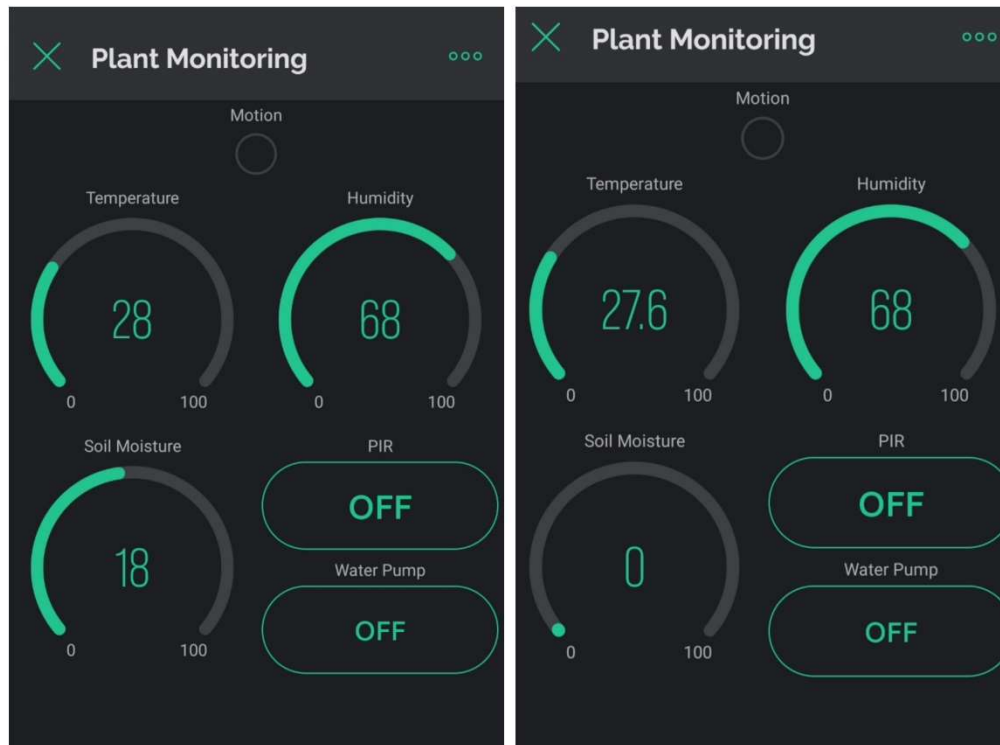 Plant Monitoring
Motion
Temperature Humidity
28 68
0 100 0 100
Soil Moisture PIR
OFF
18
Water Pump
OFF
0 100
Plant Monitoring
Motion
Temperature Humidity
27.6 68
0 100 0 100
Soil Moisture PIR
OFF
0
Water Pump
OFF
0 100